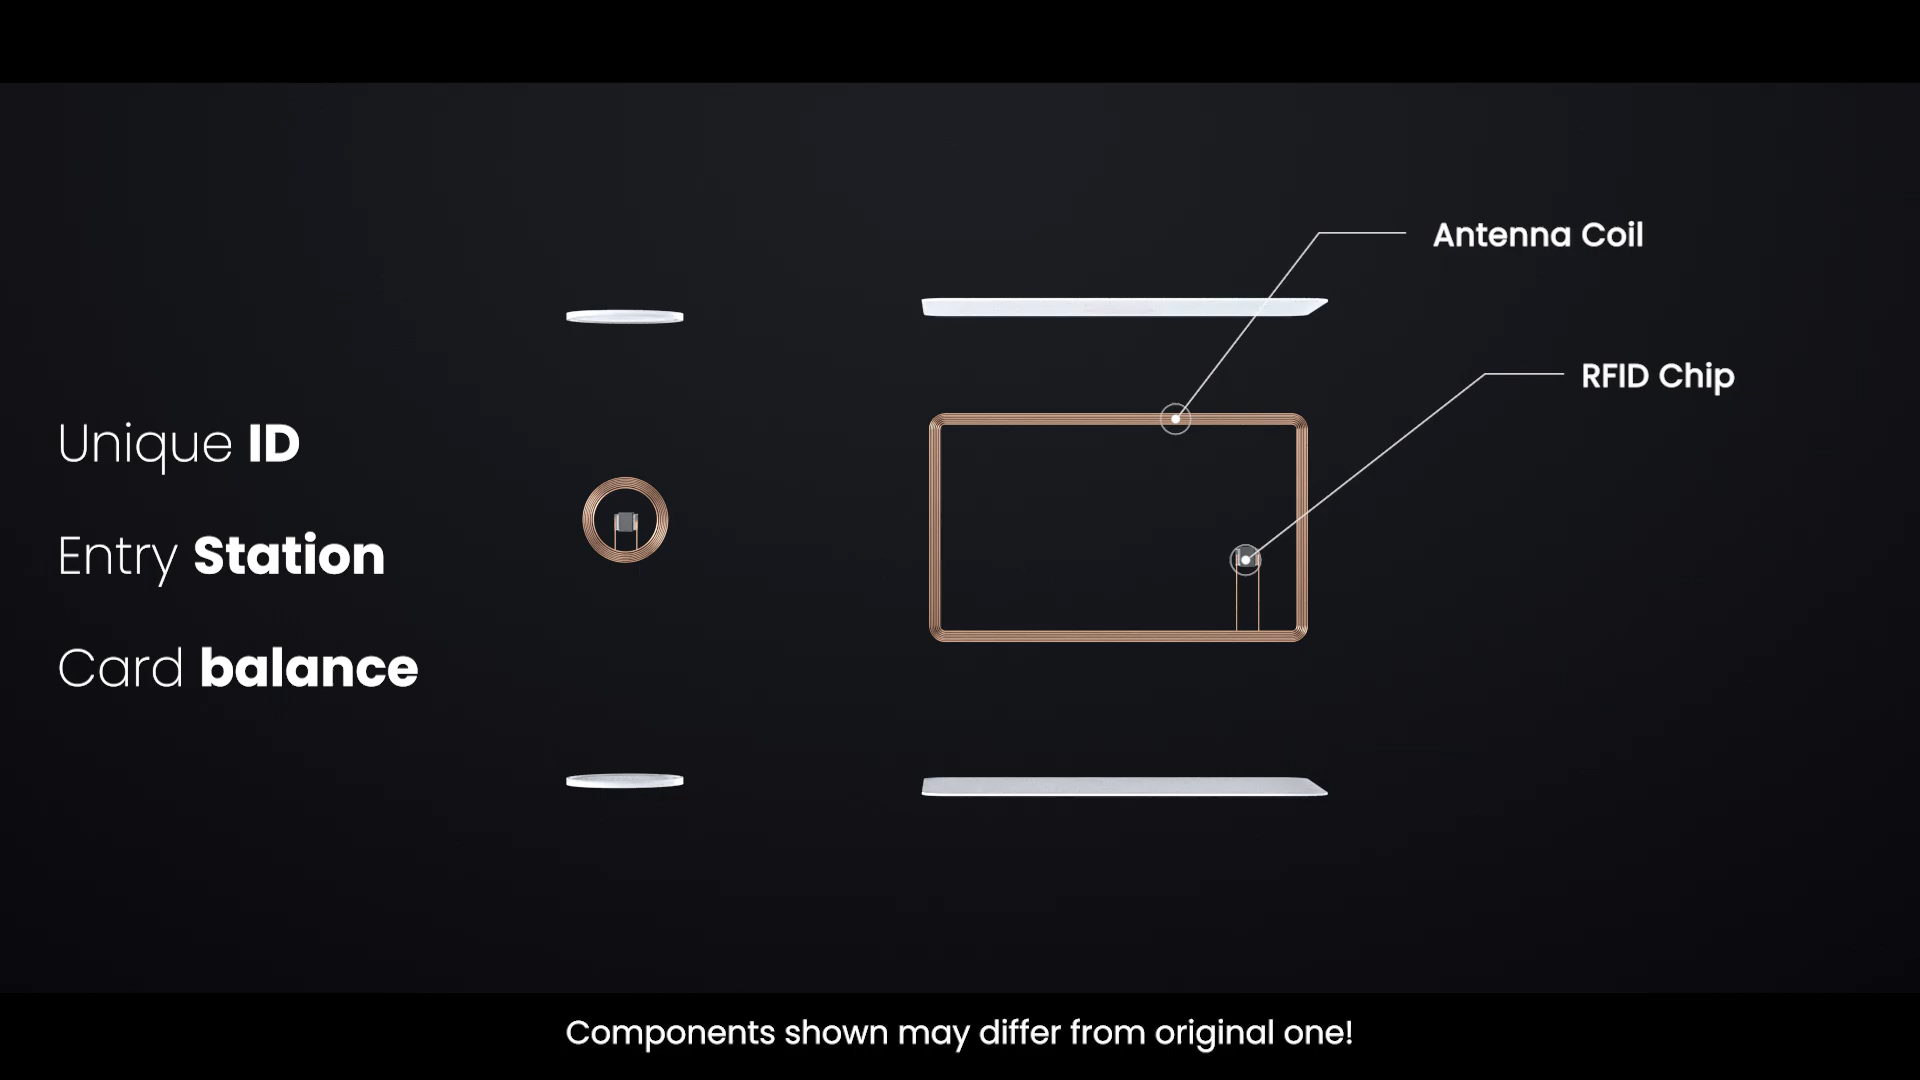 Antenna Coil
RFID Chip
Unique ID
Entry Station
Card balance
Components shown may differ from original one!